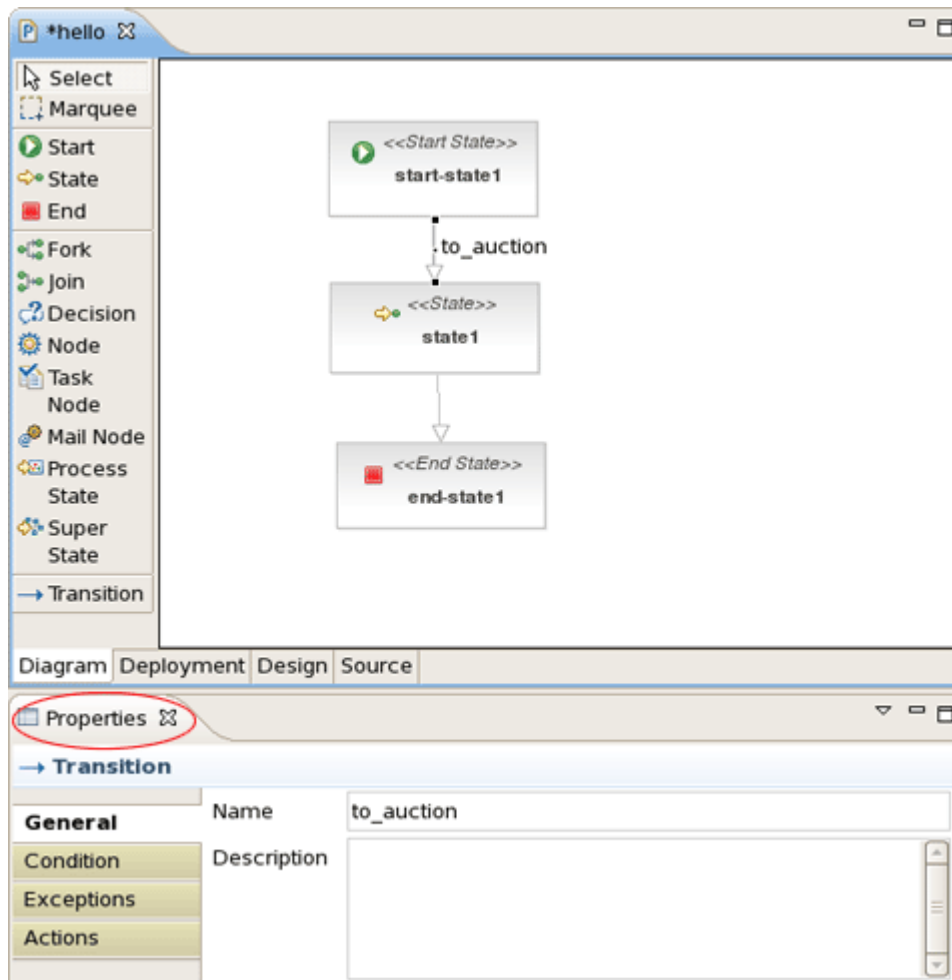 *hello
Select
Marquee
Start
State
End
Fork
Join
Decision
Node
Task
Node
Mail Node
Process
State
Super
State
Transition
<<Start State>>
start-state1
to_auction
<<State>>
state1
<<End State>>
end-state1
Diagram Deployment Design Source
Properties
Transition
General
Condition
Exceptions
Actions
Name to_auction
Description